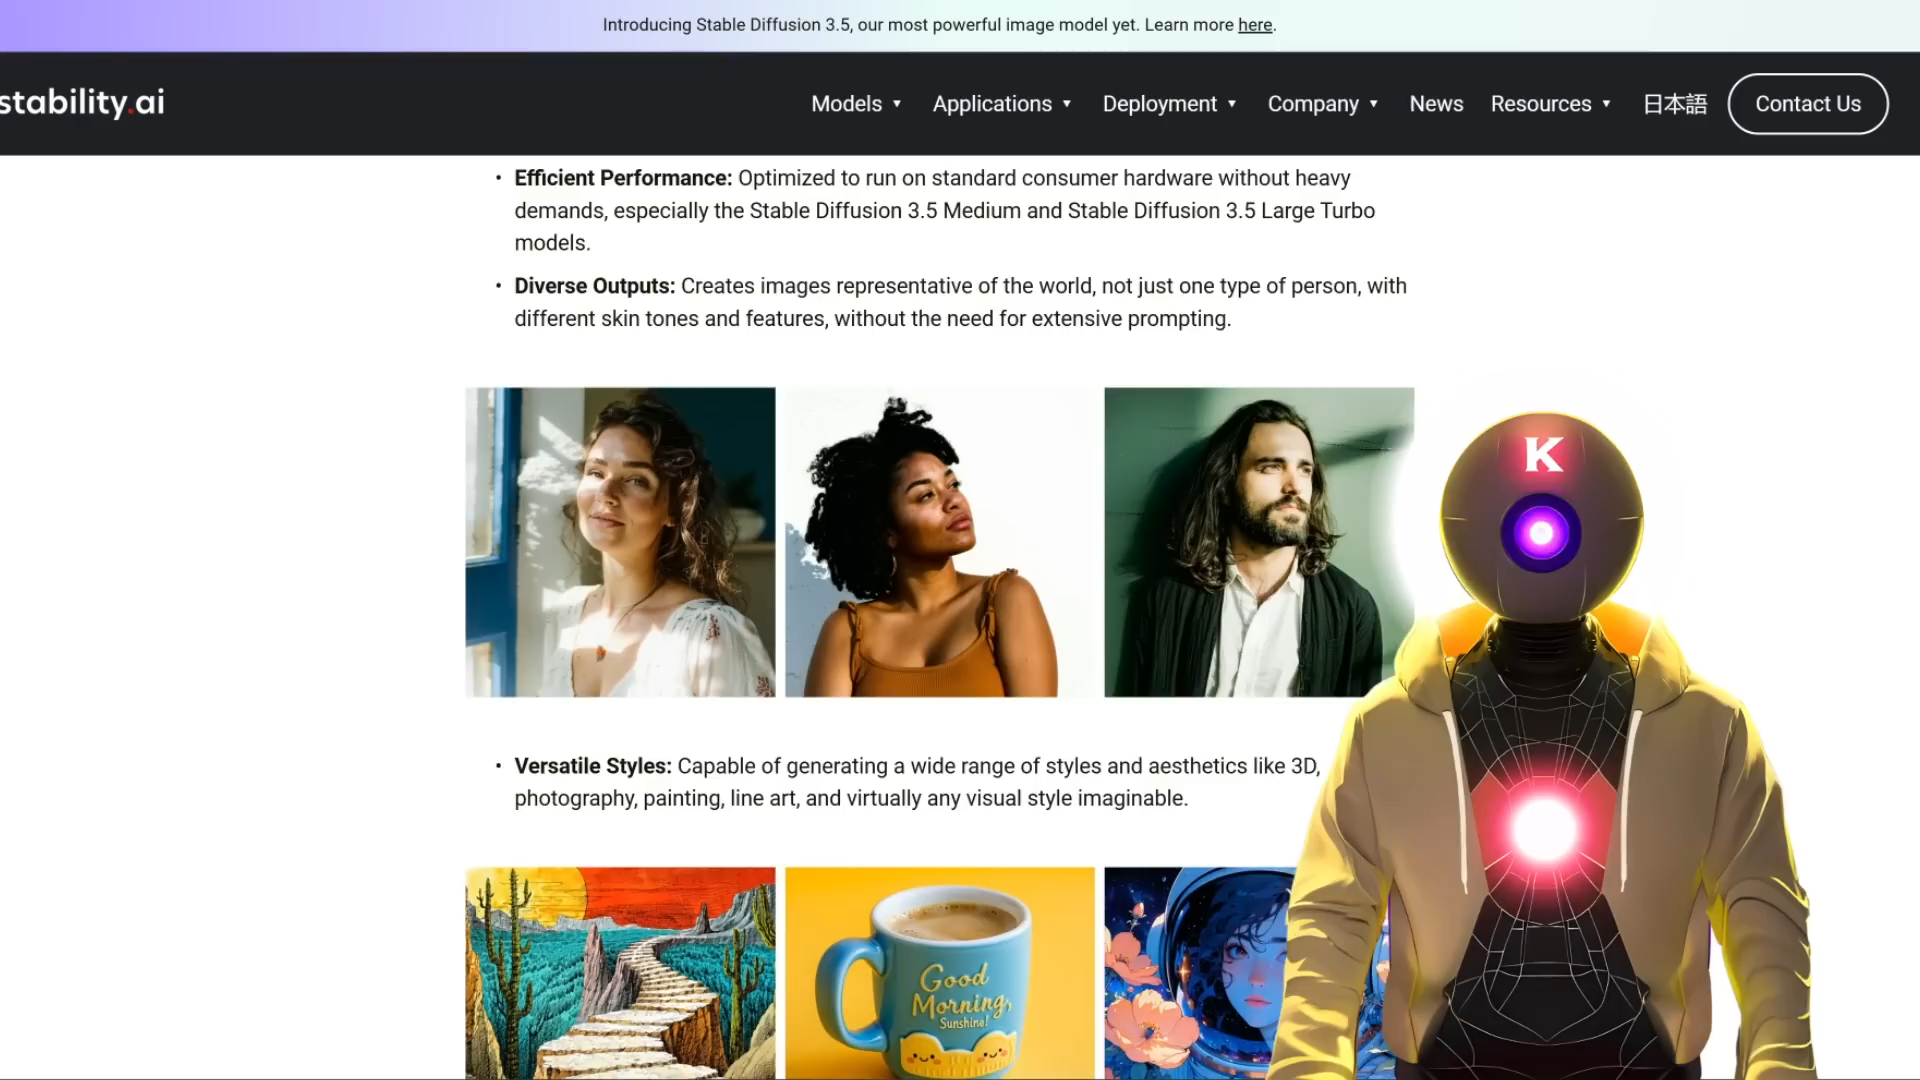 Introducing Stable Diffusion 3.5, our most powerful image model yet. Learn more here.
stability.ai
Models ▼ Applications ▼ Deployment ▼ Company ▼ News Resources ▼ 日本語 Contact Us
• Efficient Performance: Optimized to run on standard consumer hardware without heavy
demands, especially the Stable Diffusion 3.5 Medium and Stable Diffusion 3.5 Large Turbo
models.
• Diverse Outputs: Creates images representative of the world, not just one type of person, with
different skin tones and features, without the need for extensive prompting.
K
• Versatile Styles: Capable of generating a wide range of styles and aesthetics like 3D,
photography, painting, line art, and virtually any visual style imaginable.
Good
Morning,
Sunshine!